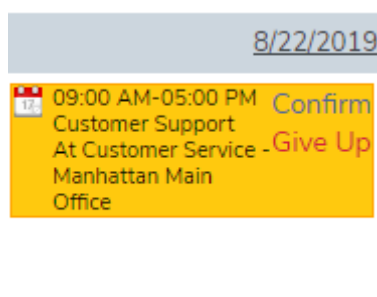 8/22/2019
17
09:00 AM-05:00 PM Confirm
Customer Support
At Customer Service - Give Up
Manhattan Main
Office